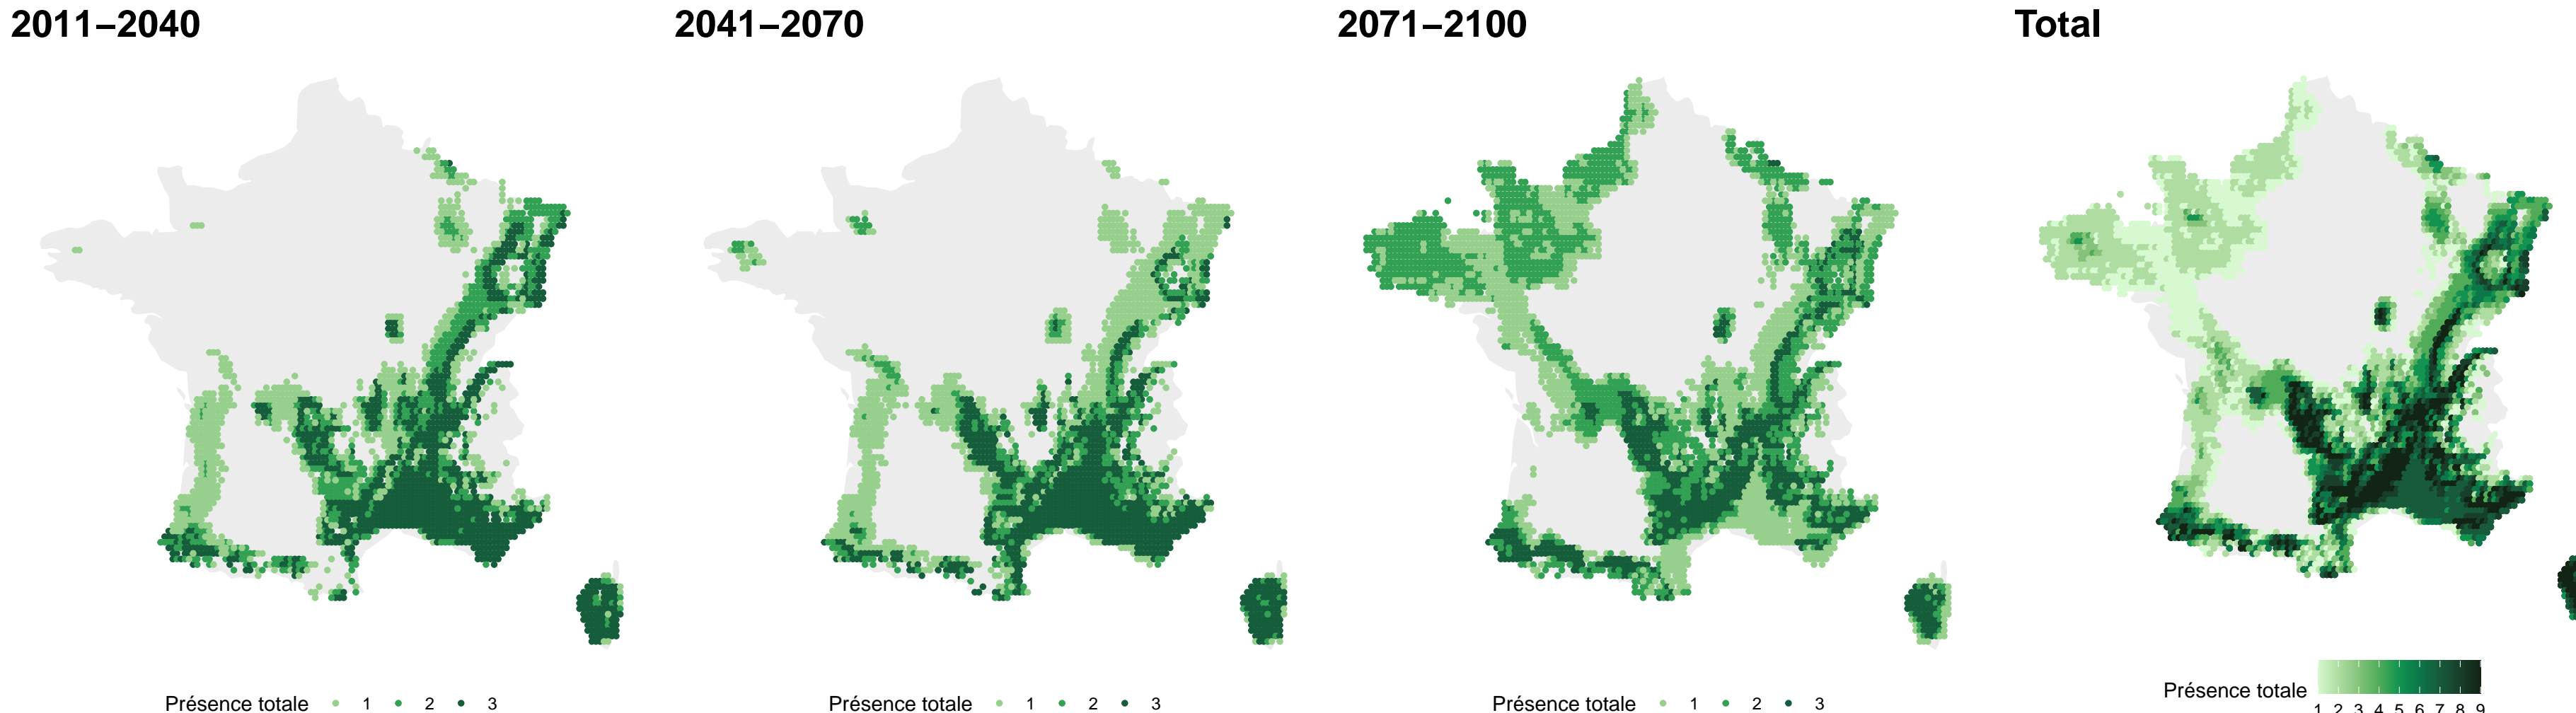 2011–2040
2041–2070
2071–2100
Total
Présence totale 1 2 3
Présence totale 1 2 3
Présence totale 1 2 3
Présence totale
1 2 3 4 5 6 7 8 9